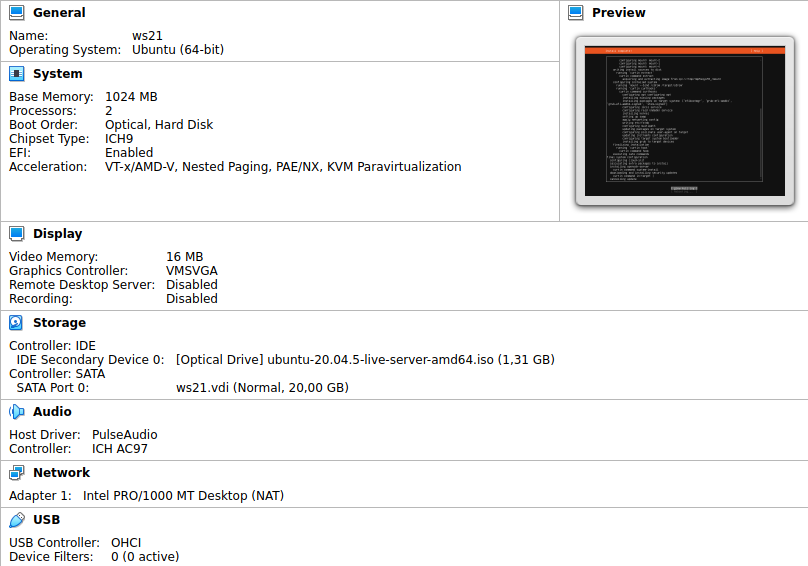 General
Name: ws21
Operating System: Ubuntu (64-bit)
System
Base Memory: 1024 MB
Processors: 2
Boot Order: Optical, Hard Disk
Chipset Type: ICH9
EFI: Enabled
Acceleration: VT-x/AMD-V, Nested Paging, PAE/NX, KVM Paravirtualization
Preview
Display
Video Memory: 16 MB
Graphics Controller: VMSVGA
Remote Desktop Server: Disabled
Recording: Disabled
Storage
Controller: IDE
IDE Secondary Device 0: [Optical Drive] ubuntu-20.04.5-live-server-amd64.iso (1,31 GB)
Controller: SATA
SATA Port 0: ws21.vdi (Normal, 20,00 GB)
Audio
Host Driver: PulseAudio
Controller: ICH AC97
Network
Adapter 1: Intel PRO/1000 MT Desktop (NAT)
USB
USB Controller: OHCI
Device Filters: 0 (0 active)